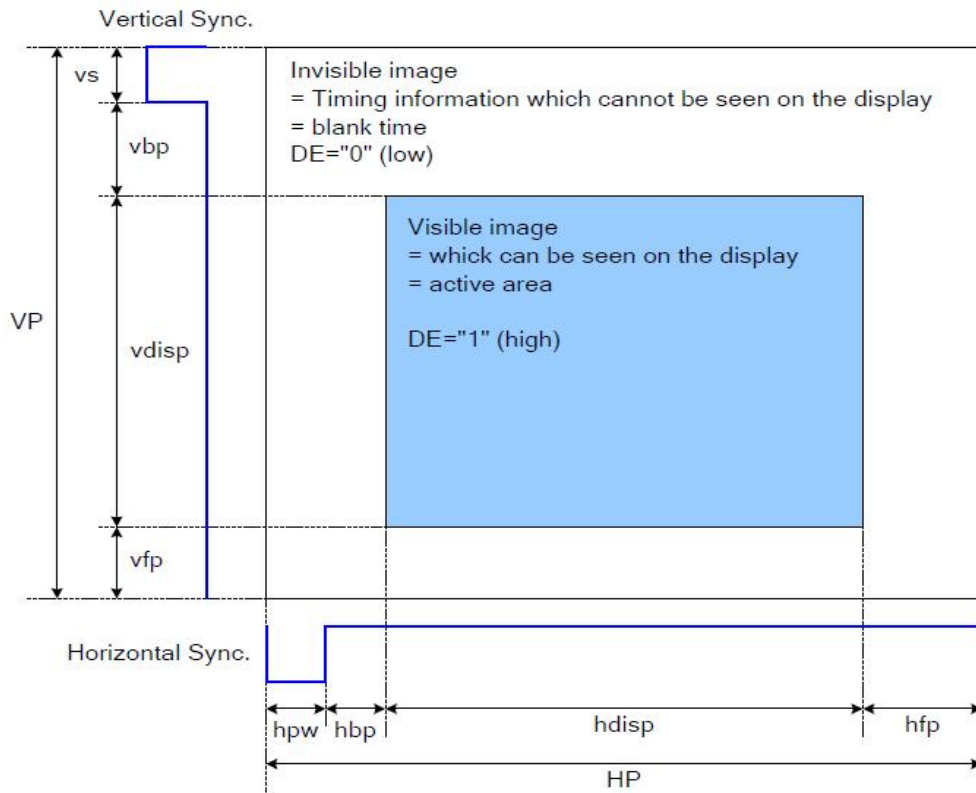 Vertical Sync.
vs
Invisible image
= Timing information which cannot be seen on the display
= blank time
DE="0" (low)
vbp
Visible image
= whick can be seen on the display
= active area
DE="1" (high)
VP
vdisp
vfp
Horizontal Sync.
hpw
hbp
hdisp
hfp
HP